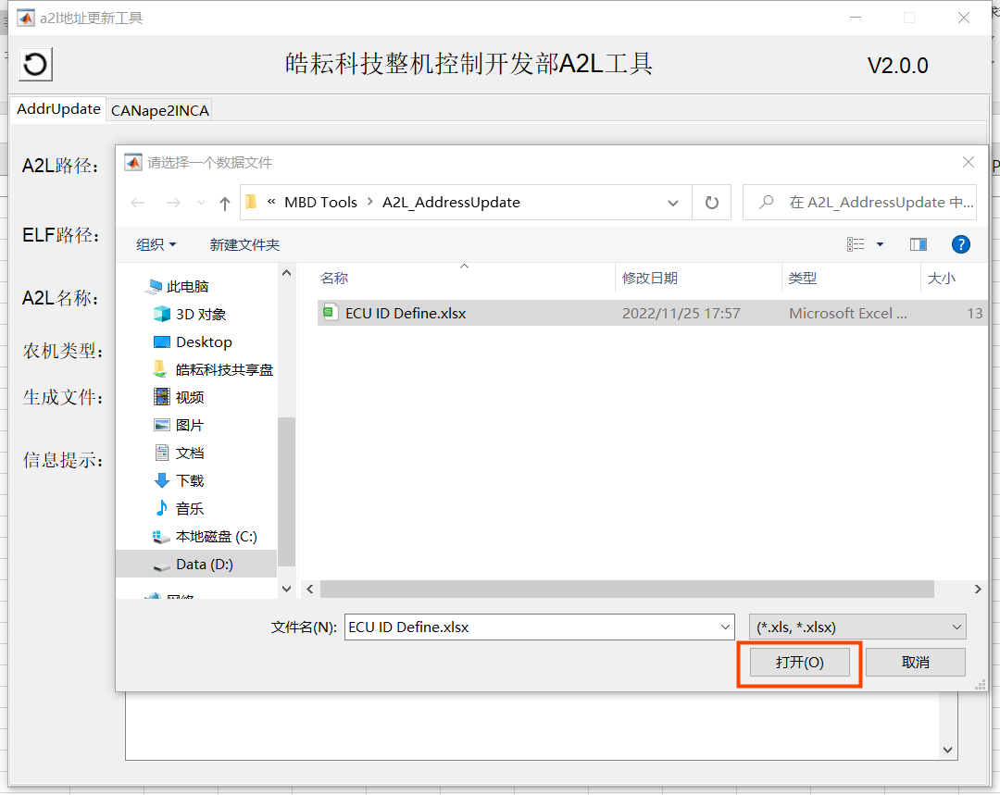 a2l地址更新工具
皓耘科技整机控制开发部A2L工具
V2.0.0
AddrUpdate
CANape2INCA
A2L路径：
ELF路径：
A2L名称：
农机类型：
生成文件：
信息提示：
请选择一个数据文件
« MBD Tools > A2L_AddressUpdate
在 A2L_AddressUpdate 中...
组织
新建文件夹
名称
修改日期
类型
大小
此电脑
3D 对象
Desktop
皓耘科技共享盘
视频
图片
文档
下载
音乐
本地磁盘 (C:)
Data (D:)
网络
ECU ID Define.xlsx
2022/11/25 17:57
Microsoft Excel ...
13
文件名(N):
ECU ID Define.xlsx
(*.xls, *.xlsx)
打开(O)
取消